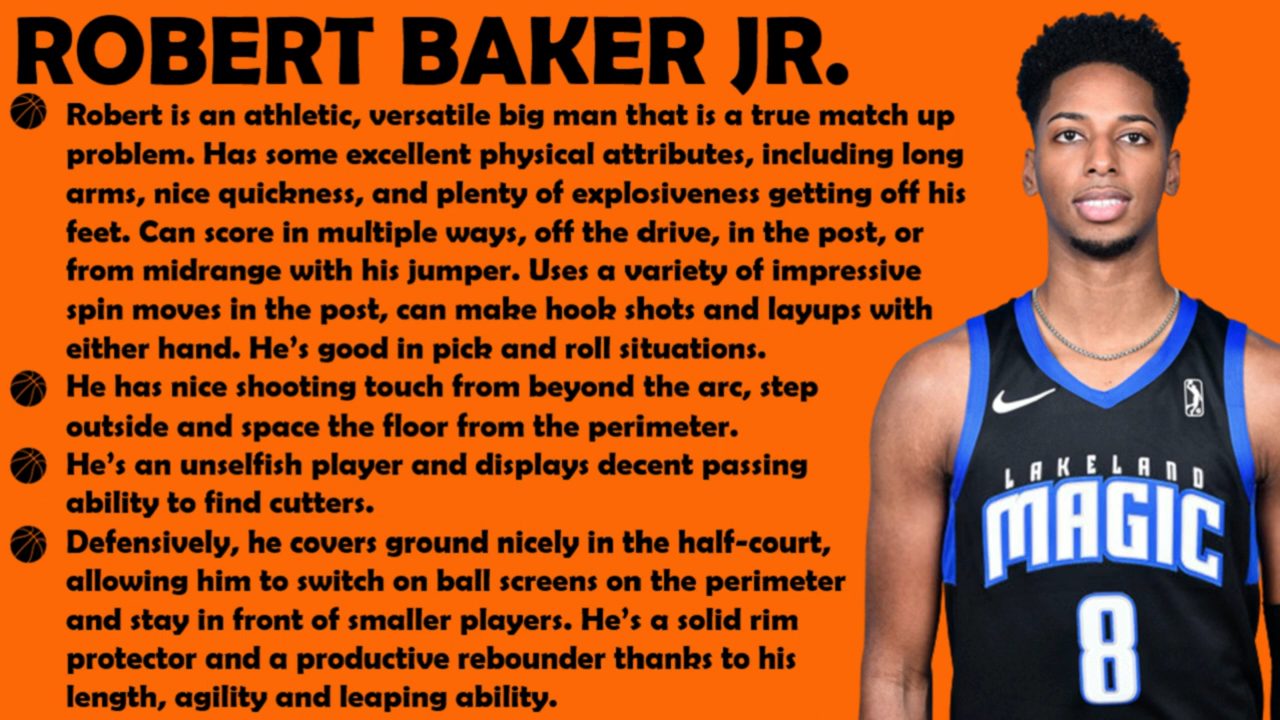 ROBERT BAKER JR.
Robert is an athletic, versatile big man that is a true match up
problem. Has some excellent physical attributes, including long
arms, nice quickness, and plenty of explosiveness getting off his
feet. Can score in multiple ways, off the drive, in the post, or
from midrange with his jumper. Uses a variety of impressive
spin moves in the post, can make hook shots and layups with
either hand. He’s good in pick and roll situations.
He has nice shooting touch from beyond the arc, step
outside and space the floor from the perimeter.
He’s an unselfish player and displays decent passing
ability to find cutters.
Defensively, he covers ground nicely in the half-court,
allowing him to switch on ball screens on the perimeter
and stay in front of smaller players. He’s a solid rim
protector and a productive rebounder thanks to his
length, agility and leaping ability.
LAKELAND
MAGIC
8